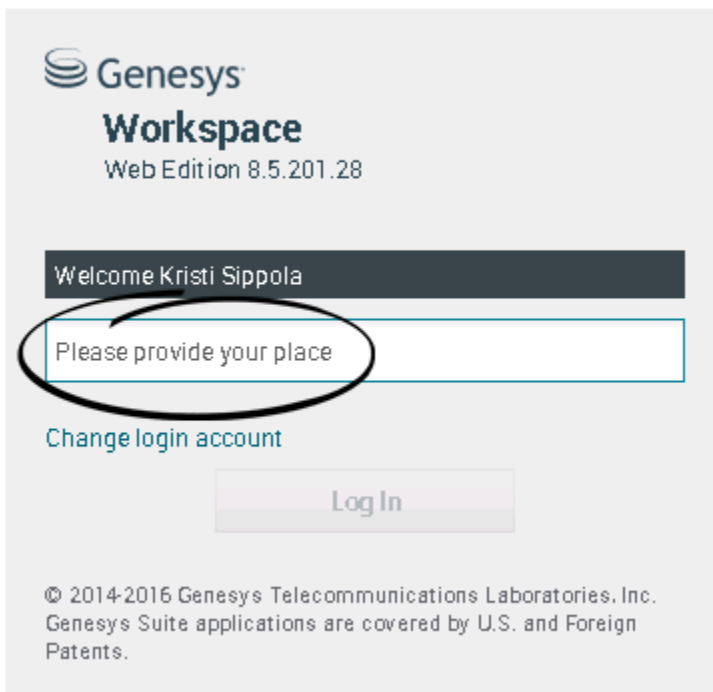 Genesys
Workspace
Web Edition 8.5.201.28
Welcome Kristi Sippola
Please provide your place
Change login account
Log In
© 2014-2016 Genesys Telecommunications Laboratories. Inc.
Genesys Suite applications are covered by U.S. and Foreign
Patents.